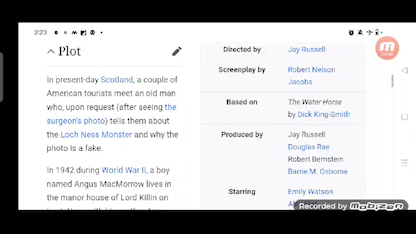 2:23
Plot
In present-day Scotland, a couple of
American tourists meet an old man
who, upon request (after seeing the
surgeon's photo) tells them about
the Loch Ness Monster and why the
photo is a fake.
In 1942 during World War II, a boy
named Angus MacMorrow lives in
the manor house of Lord Killin on
Directed by Jay Russell
Screenplay by Robert Nelson
Jacobs
Based on The Water Horse
by Dick King-Smith
Produced by Jay Russell
Douglas Rae
Robert Bernstein
Barrie M. Osborne
Starring Emily Watson
Recorded by Mobizen